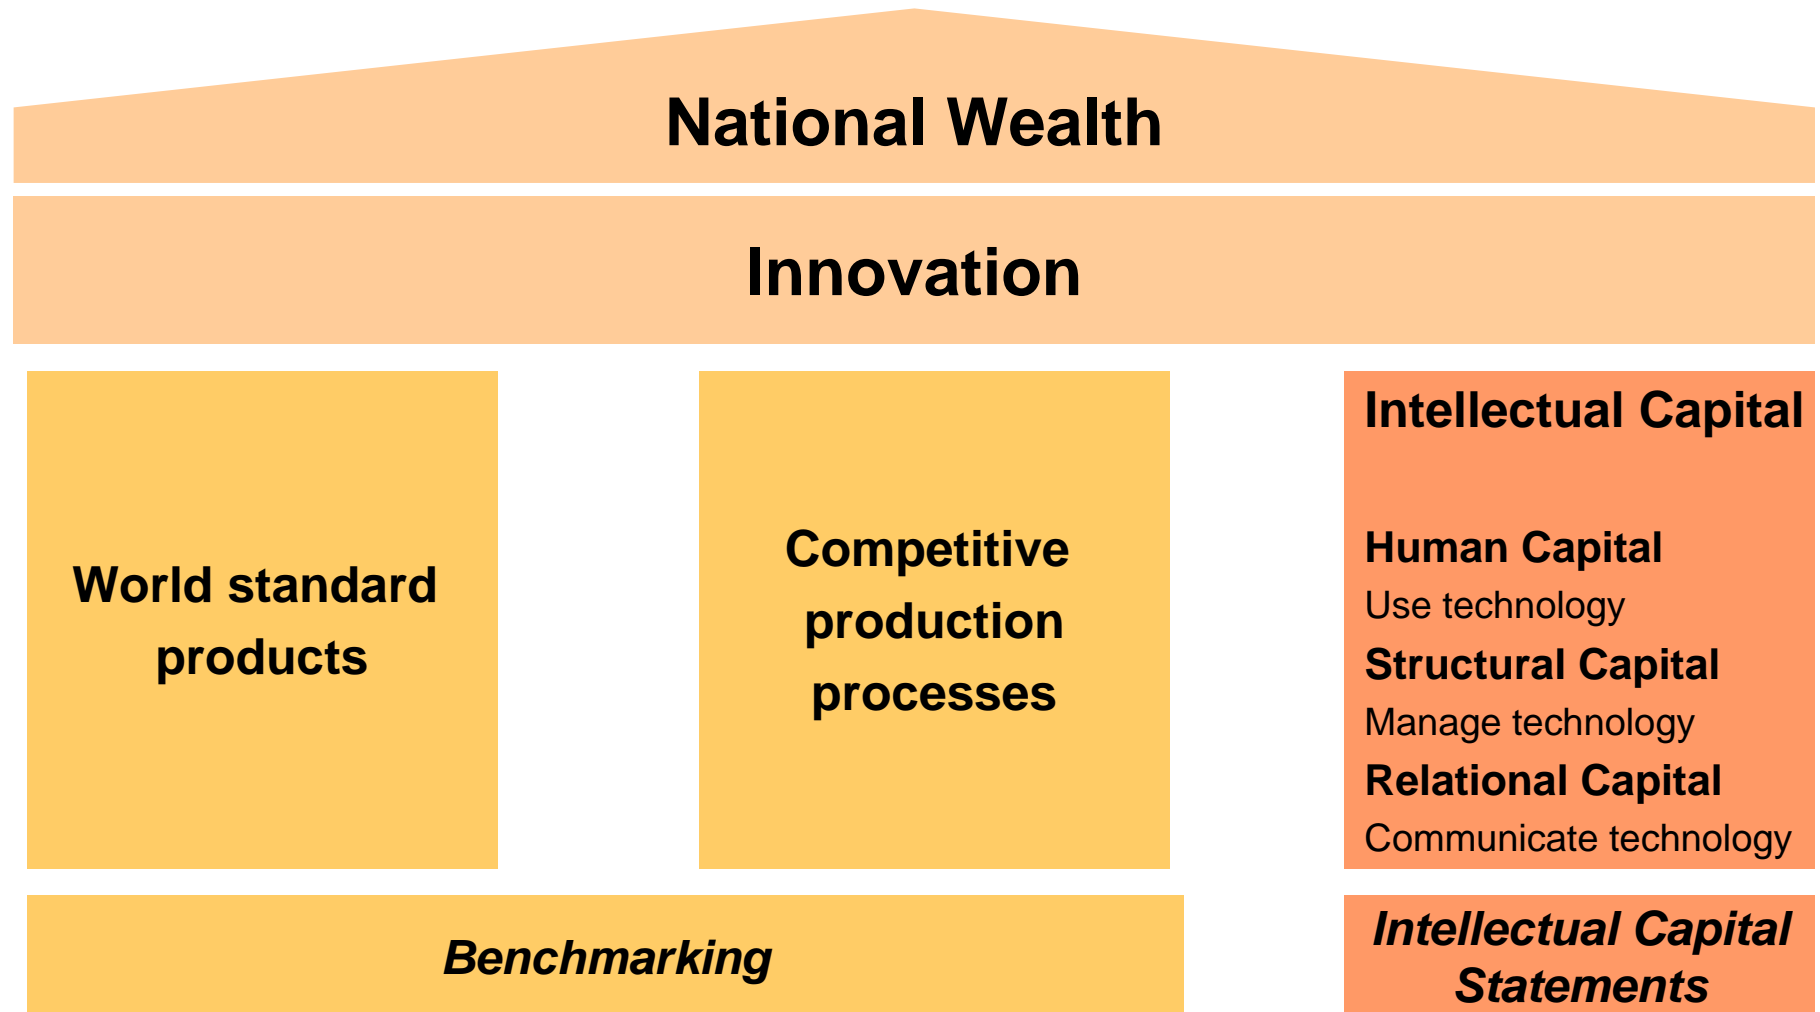 National Wealth
Innovation
World standard
products
Competitive
production
processes
Intellectual Capital
Human Capital
Use technology
Structural Capital
Manage technology
Relational Capital
Communicate technology
Benchmarking
Intellectual Capital
Statements